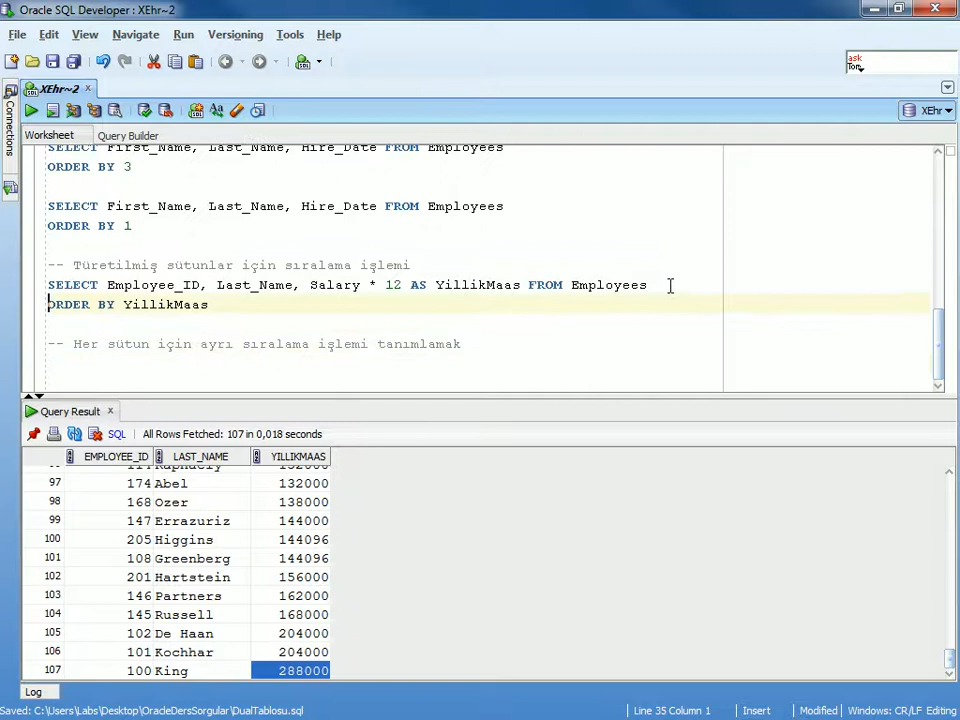 Oracle SQL Developer : XEhr~2
File Edit View Navigate Run Versioning Tools Help
ask
Tom
XEhr~2
XEhr
Connections
Worksheet Query Builder
SELECT First_Name, Last_Name, Hire_Date FROM Employees
ORDER BY 3
SELECT First_Name, Last_Name, Hire_Date FROM Employees
ORDER BY 1
-- Türetilmiş sütunlar için sıralama işlemi
SELECT Employee_ID, Last_Name, Salary * 12 AS YillikMaas FROM Employees
ORDER BY YillikMaas
-- Her sütun için ayrı sıralama işlemi tanımlamak
Query Result
SQL All Rows Fetched: 107 in 0,018 seconds
EMPLOYEE_ID LAST_NAME YILLIKMAAS
97 174 Abel 132000
98 168 Ozer 138000
99 147 Errazuriz 144000
100 205 Higgins 144096
101 108 Greenberg 144096
102 201 Hartstein 156000
103 146 Partners 162000
104 145 Russell 168000
105 102 De Haan 204000
106 101 Kochhar 204000
107 100 King 288000
Log
Saved: C:\Users\Labs\Desktop\OracleDersSorgular\DualTablosu.sql Line 35 Column 1 Insert Modified Windows: CR/LF Editing